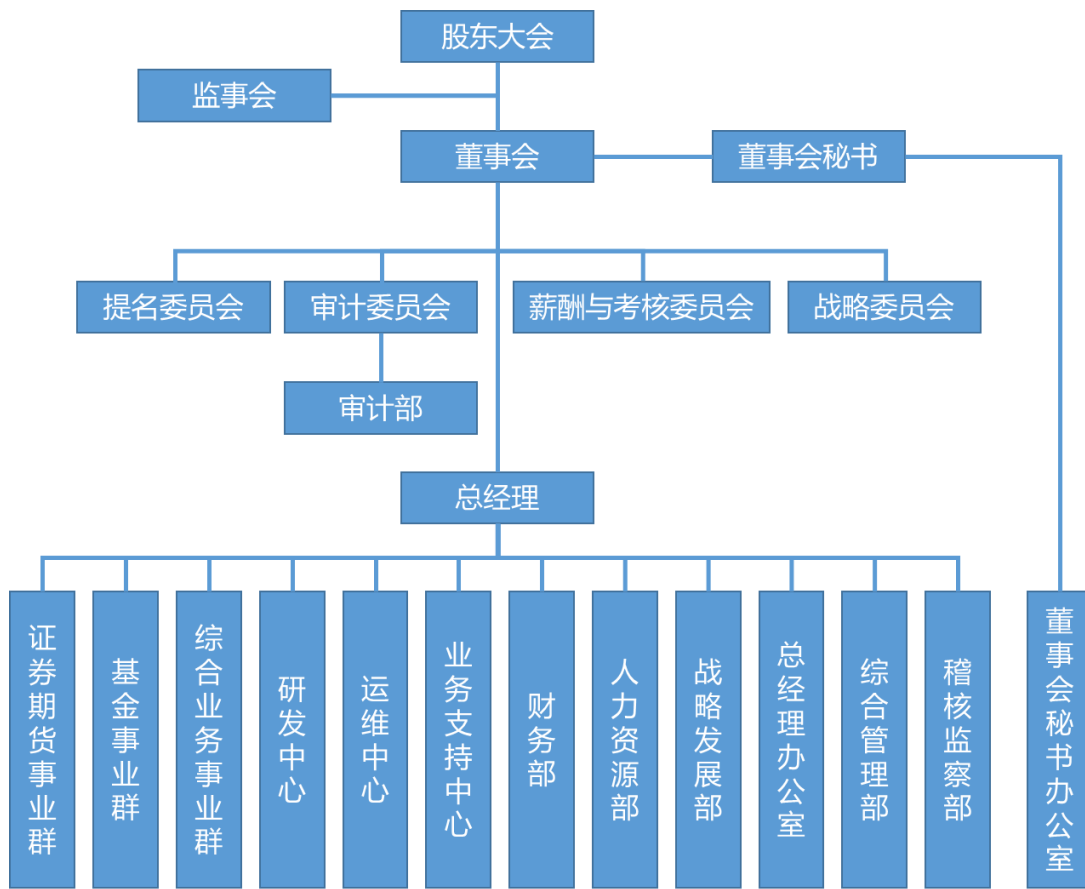 股东大会
监事会
董事会
董事会秘书
提名委员会
审计委员会
薪酬与考核委员会
战略委员会
审计部
总经理
证券期货事业群
基金事业群
综合业务事业群
研发中心
运维中心
业务支持中心
财务部
人力资源部
战略发展部
总经理办公室
综合管理部
稽核监察部
董事会秘书办公室